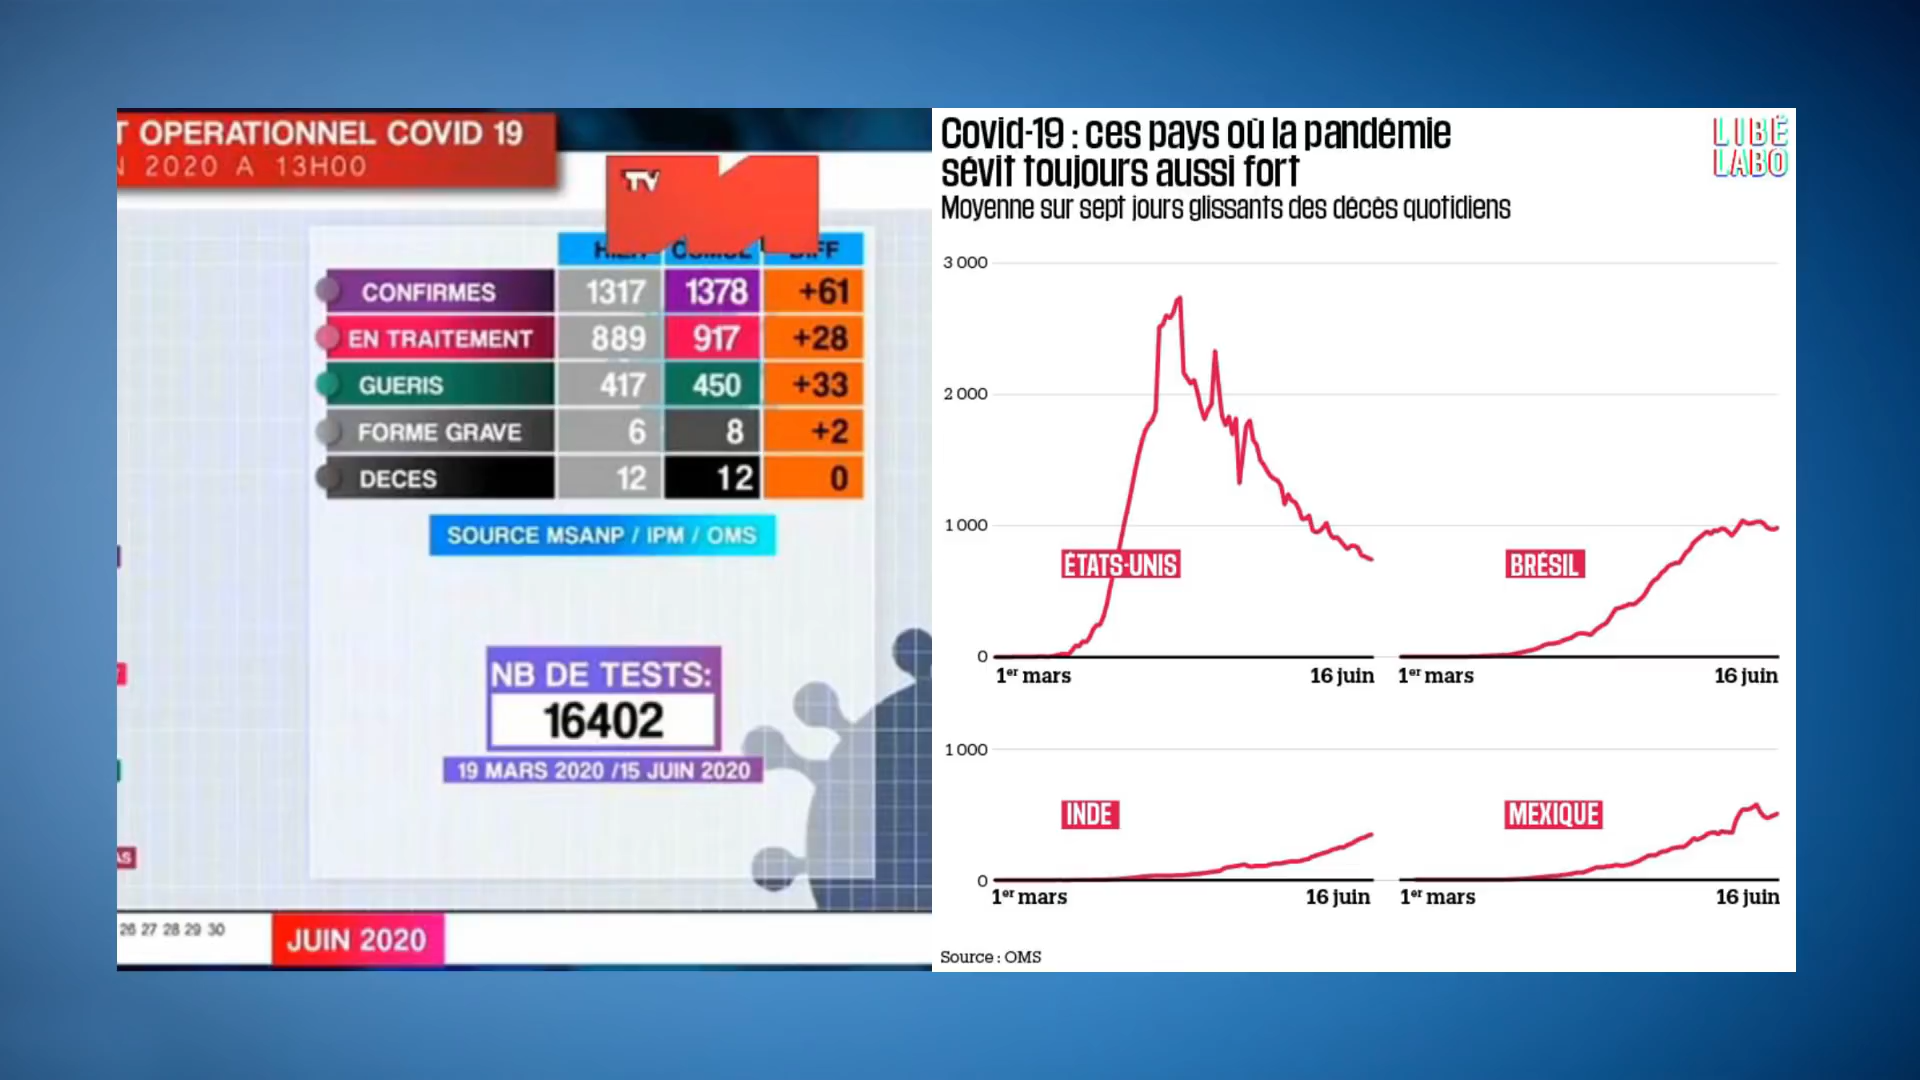 T OPERATIONNEL COVID 19
N 2020 A 13H00
TV
CONFIRMES 1317 1378 +61
EN TRAITEMENT 889 917 +28
GUERIS 417 450 +33
FORME GRAVE 6 8 +2
DECES 12 12 0
SOURCE MSANP / IPM / OMS
NB DE TESTS:
16402
19 MARS 2020 /15 JUIN 2020
26 27 28 29 30
JUIN 2020
Covid-19 : ces pays où la pandémie
sévit toujours aussi fort
Moyenne sur sept jours glissants des décès quotidiens
LIBÉ
LABO
3 000
2 000
1 000
ÉTATS-UNIS
BRÉSIL
0
1er mars 16 juin
1er mars 16 juin
1 000
INDE
MEXIQUE
0
1er mars 16 juin
1er mars 16 juin
Source : OMS